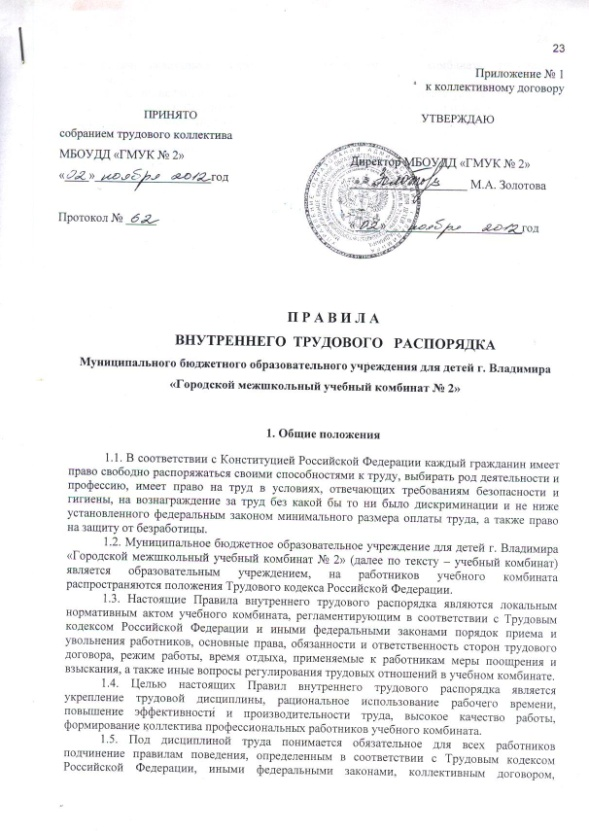 23
Приложение № 1
к коллективному договору
ПРИНЯТО
собранием трудового коллектива
МБОУДД «ГМУК № 2»
«02» ноября 2012 год
Протокол № 62
УТВЕРЖДАЮ
Директор МБОУДД «ГМУК № 2»
М.А. Золотова
«02» ноября 2012 год
П Р А В И Л А
ВНУТРЕННЕГО ТРУДОВОГО РАСПОРЯДКА
Муниципального бюджетного образовательного учреждения для детей г. Владимира
«Городской межшкольный учебный комбинат № 2»
1. Общие положения
1.1. В соответствии с Конституцией Российской Федерации каждый гражданин имеет
право свободно распоряжаться своими способностями к труду, выбирать род деятельности и
профессию, имеет право на труд в условиях, отвечающих требованиям безопасности и
гигиены, на вознаграждение за труд без какой бы то ни было дискриминации и не ниже
установленного федеральным законом минимального размера оплаты труда, а также право
на защиту от безработицы.
1.2. Муниципальное бюджетное образовательное учреждение для детей г. Владимира
«Городской межшкольный учебный комбинат № 2» (далее по тексту – учебный комбинат)
является образовательным учреждением, на работников учебного комбината
распространяются положения Трудового кодекса Российской Федерации.
1.3. Настоящие Правила внутреннего трудового распорядка являются локальным
нормативным актом учебного комбината, регламентирующим в соответствии с Трудовым
кодексом Российской Федерации и иными федеральными законами порядок приема и
увольнения работников, основные права, обязанности и ответственность сторон трудового
договора, режим работы, время отдыха, применяемые к работникам меры поощрения и
взыскания, а также иные вопросы регулирования трудовых отношений в учебном комбинате.
1.4. Целью настоящих Правил внутреннего трудового распорядка является
укрепление трудовой дисциплины, рациональное использование рабочего времени,
повышение эффективности и производительности труда, высокое качество работы,
формирование коллектива профессиональных работников учебного комбината.
1.5. Под дисциплиной труда понимается обязательное для всех работников
подчинение правилам поведения, определенным в соответствии с Трудовым кодексом
Российской Федерации, иными федеральными законами, коллективным договором,